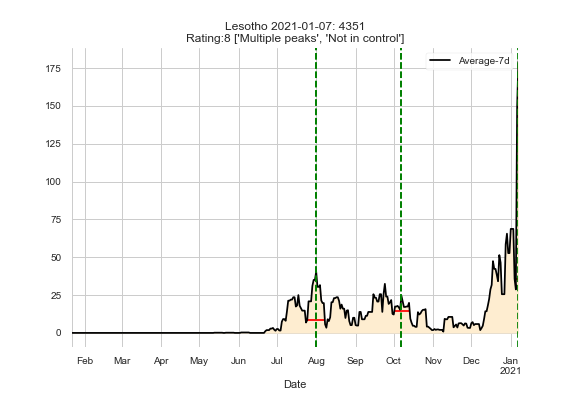 Lesotho 2021-01-07: 4351
Rating:8 ['Multiple peaks', 'Not in control']
Average-7d
175
150
125
100
75
50
25
0
Feb Mar Apr May Jun Jul Aug Sep Oct Nov Dec Jan
2021
Date